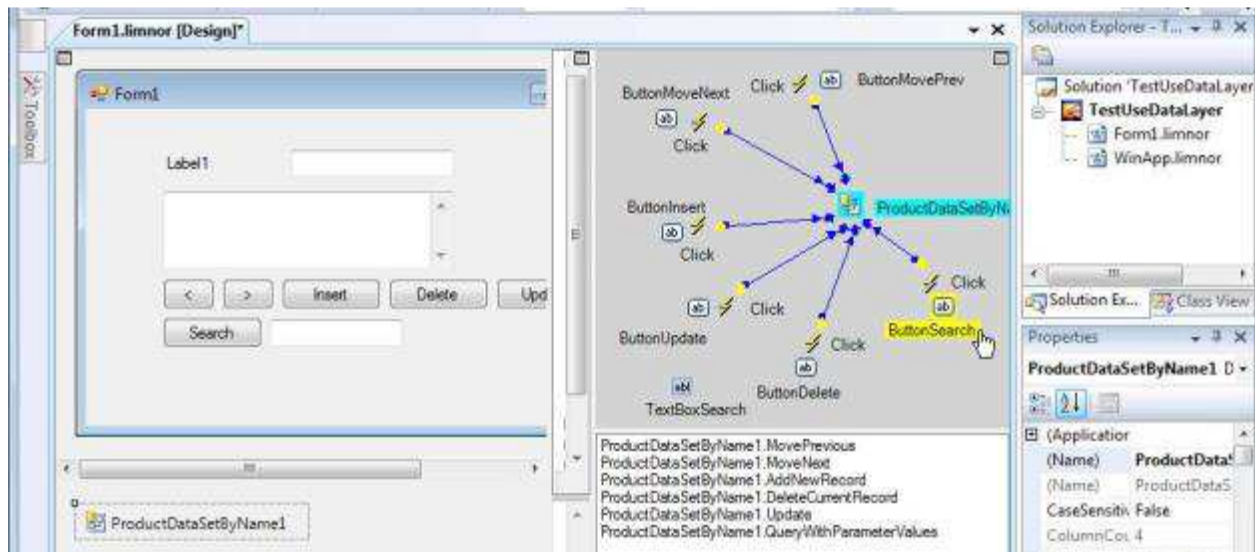 Form1.limnor [Design]*
Toolbox
Form1
Label1
<
>
Insert
Delete
Upd
Search
ProductDataSetByName1
ButtonMoveNext
Click
ButtonMovePrev
Click
ButtonInsert
Click
ProductDataSetByN
Click
ButtonUpdate
Click
ButtonDelete
Click
ButtonSearch
TextBoxSearch
ProductDataSetByName1.MovePrevious
ProductDataSetByName1.MoveNext
ProductDataSetByName1.AddNewRecord
ProductDataSetByName1.DeleteCurrentRecord
ProductDataSetByName1.Update
ProductDataSetByName1.QueryWithParameterValues
Solution Explorer - T...
Solution 'TestUseDataLayer
TestUseDataLayer
Form1.limnor
WinApp.limnor
Solution Ex...
Class View
Properties
ProductDataSetByName1 D
(Application
(Name) ProductDataS
(Name) ProductDataS
CaseSensitiv False
ColumnCou 4